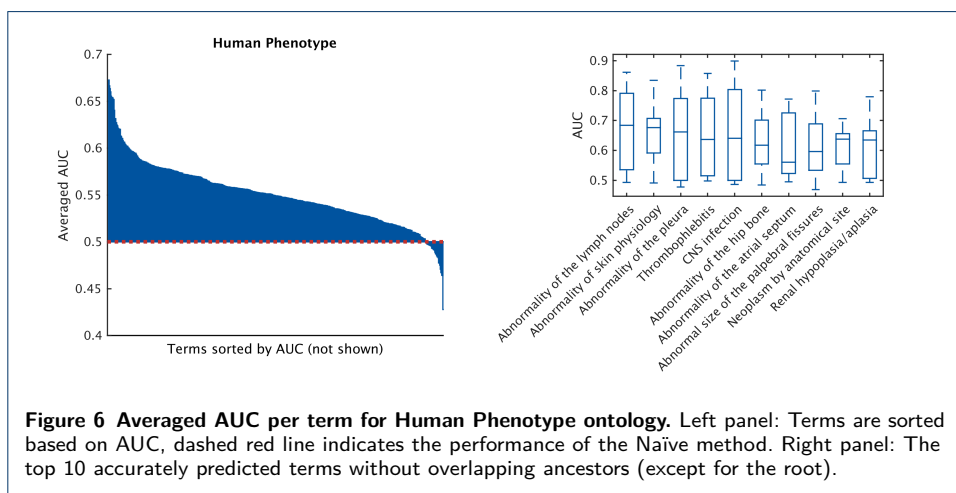 Human Phenotype
0.7
0.65
0.6
0.55
0.5
0.45
0.4
Averaged AUC
Terms sorted by AUC (not shown)
0.9
0.8
0.7
0.6
0.5
AUC
Abnormality of the lymph nodes
Abnormality of skin physiology
Abnormality of the pleura
Thrombophlebitis
CNS infection
Abnormality of the hip bone
Abnormality of the atrial septum
Abnormal size of the palpebral fissures
Neoplasm by anatomical site
Renal hypoplasia/aplasia
Figure 6 Averaged AUC per term for Human Phenotype ontology. Left panel: Terms are sorted
based on AUC, dashed red line indicates the performance of the Naïve method. Right panel: The
top 10 accurately predicted terms without overlapping ancestors (except for the root).